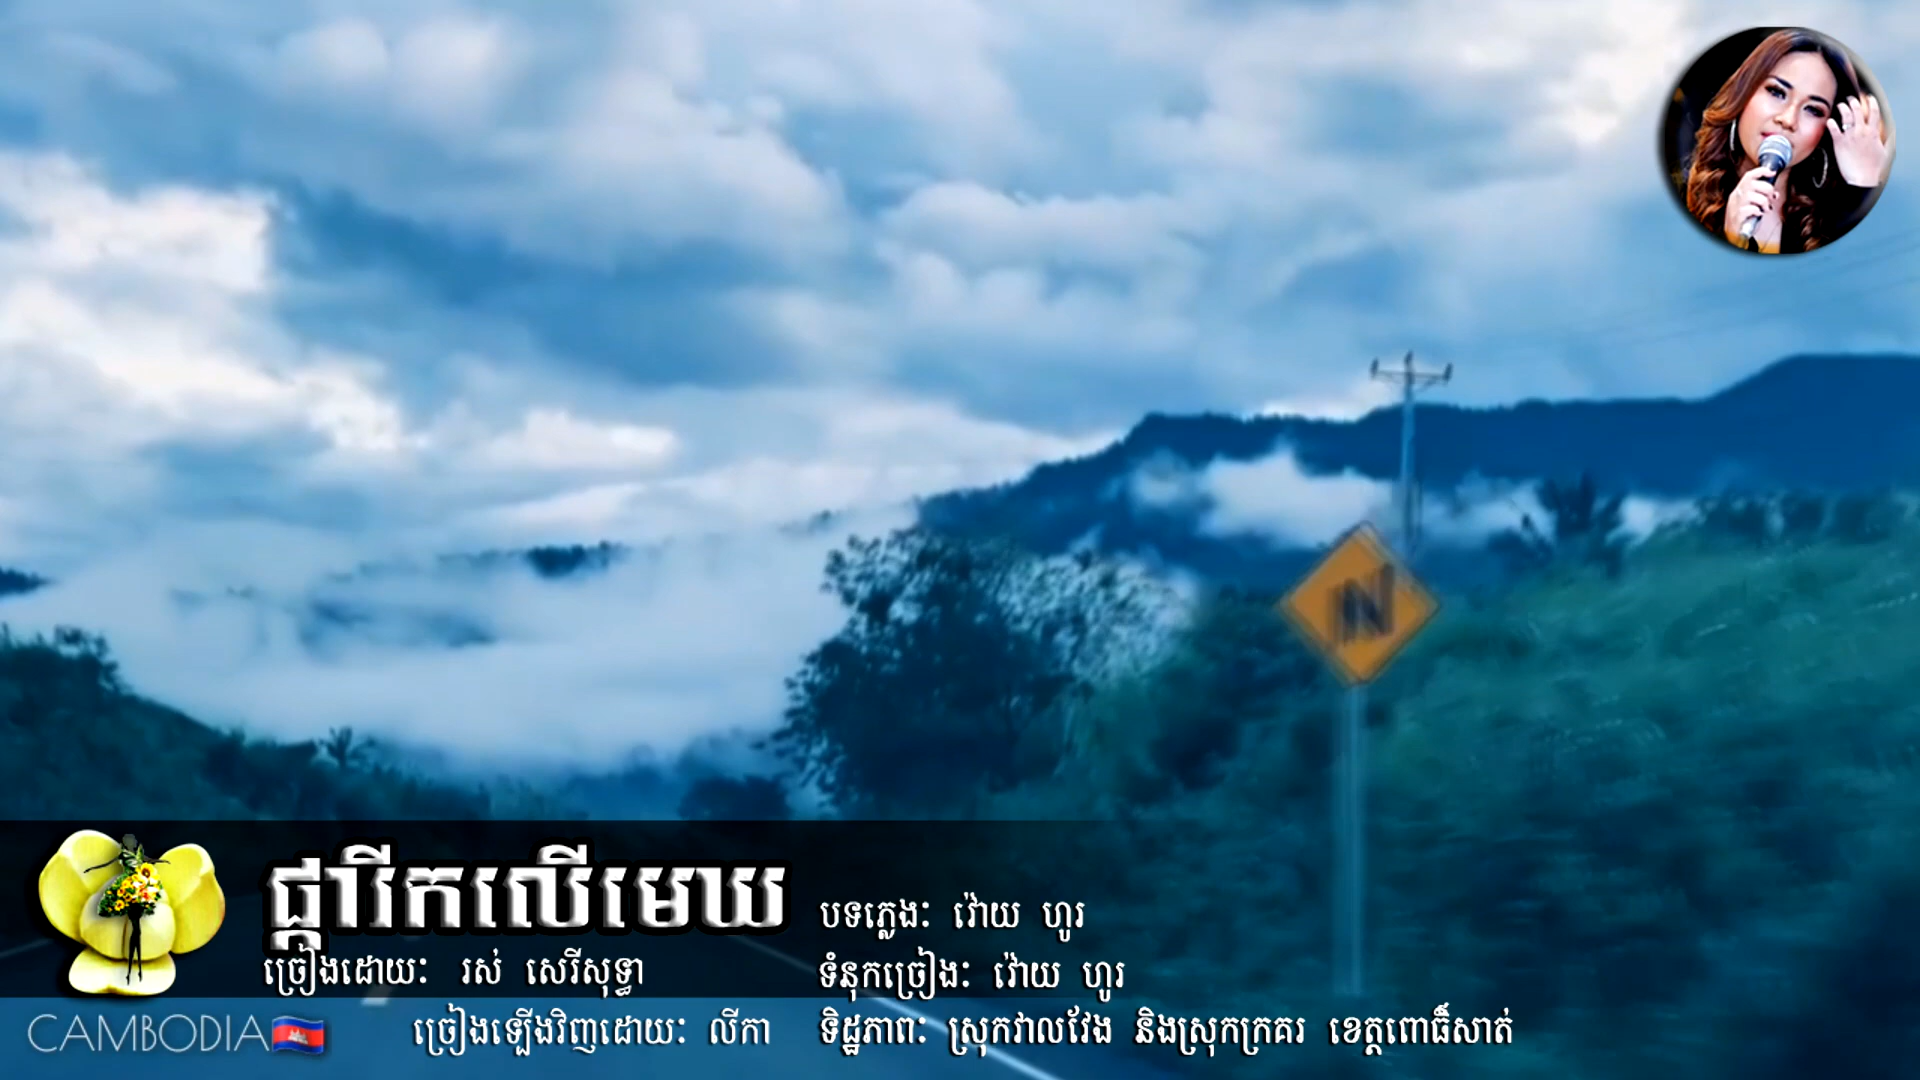 ផ្ការីកលើមេឃ
ច្រៀងដោយៈ រស់ សេរីសុទ្ធា
បទភ្លេងៈ វ៉ោយ ហូរ
ទំនុកច្រៀងៈ វ៉ោយ ហូរ
CAMBODIA
ច្រៀងឡើងវិញដោយៈ លីកា
ទិដ្ឋភាពៈ ស្រុកវាលវែង និងស្រុកក្រគរ ខេត្តពោធិ៍សាត់